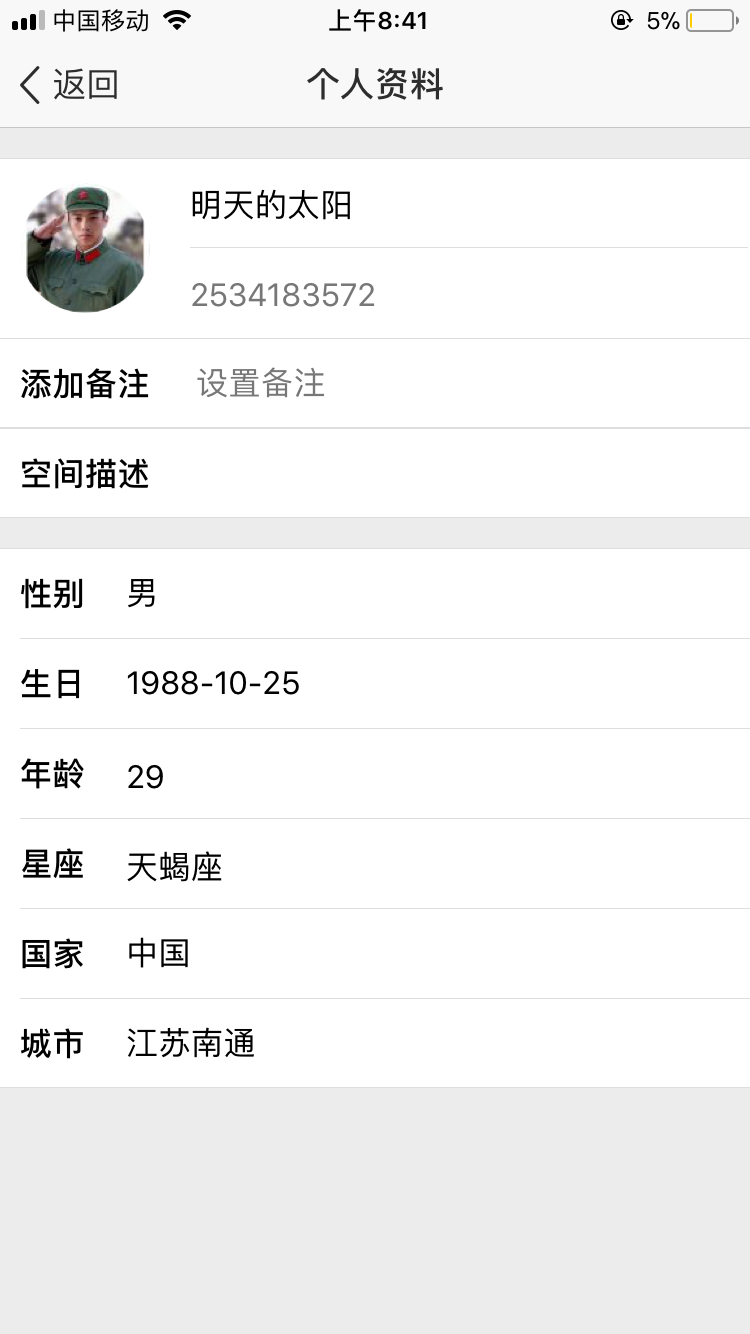 中国移动 上午8:41 5%
返回 个人资料
明天的太阳
2534183572
添加备注 设置备注
空间描述
性别 男
生日 1988-10-25
年龄 29
星座 天蝎座
国家 中国
城市 江苏南通